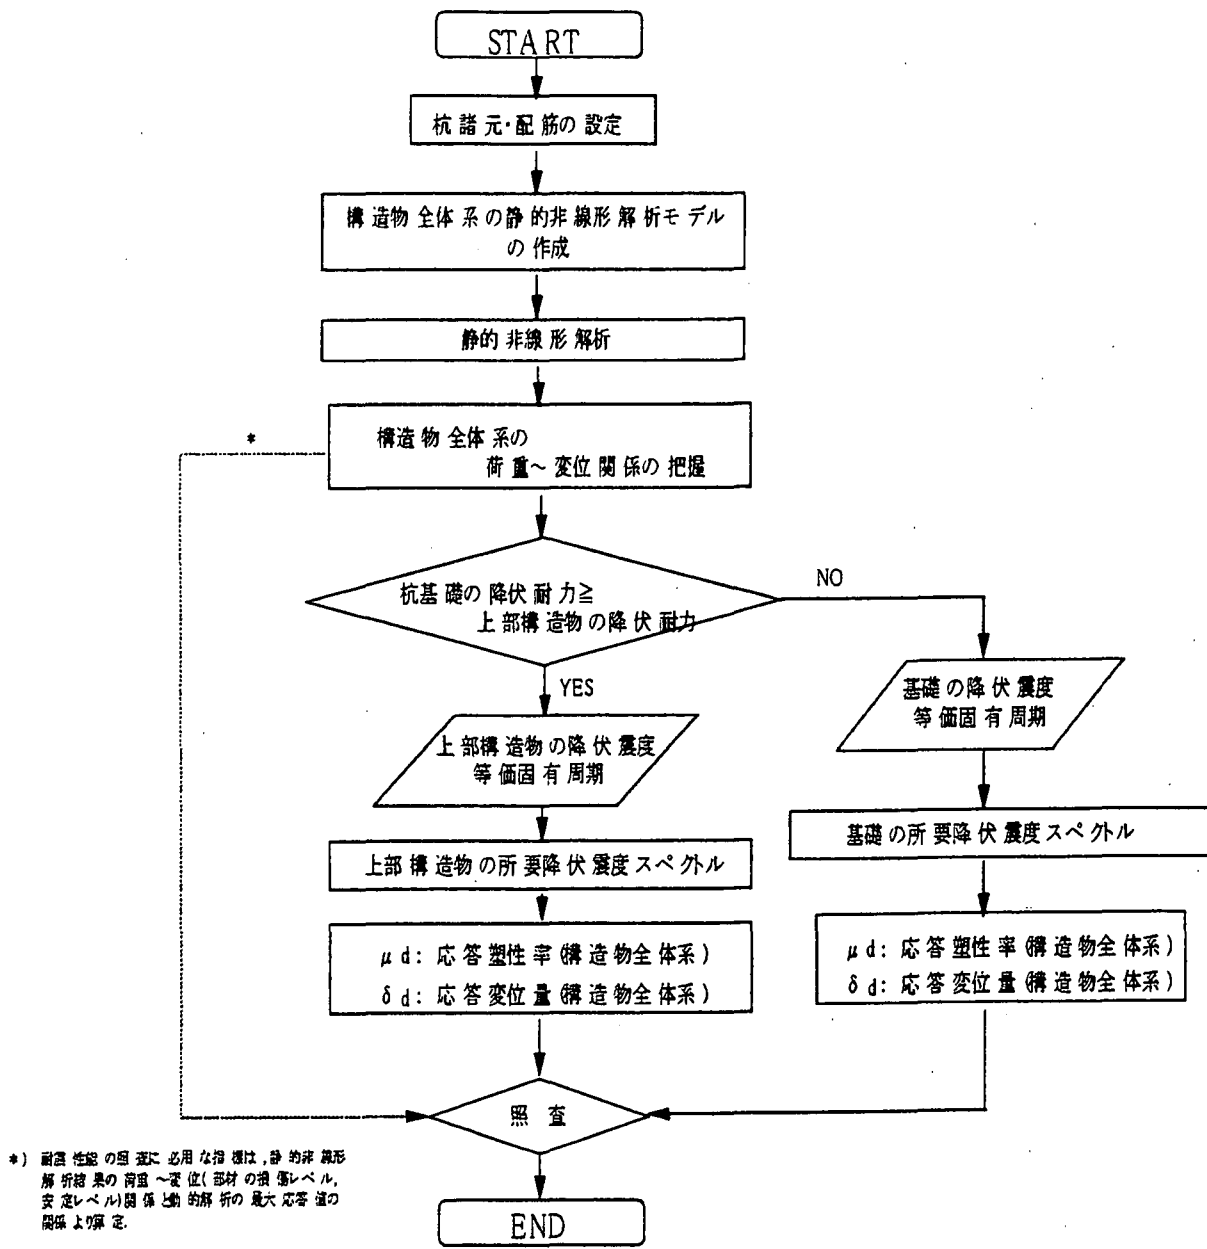 START
杭諸元・配筋の設定
構造物全体系の静的非線形解析モデル
の作成
静的非線形解析
*
構造物全体系の
荷重～変位関係の把握
杭基礎の降伏耐力≧
上部構造物の降伏耐力
NO
YES
上部構造物の降伏震度
等価固有周期
基礎の降伏震度
等価固有周期
上部構造物の所要降伏震度スペクトル
基礎の所要降伏震度スペクトル
μd: 応答塑性率(構造物全体系)
δd: 応答変位量(構造物全体系)
μd: 応答塑性率(構造物全体系)
δd: 応答変位量(構造物全体系)
照査
*) 耐震性能の照査に必用な指標は,静的非線形
解析結果の荷重～変位(部材の損傷レベル,
安定レベル)関係と動的解析の最大応答値の
関係より算定.
END